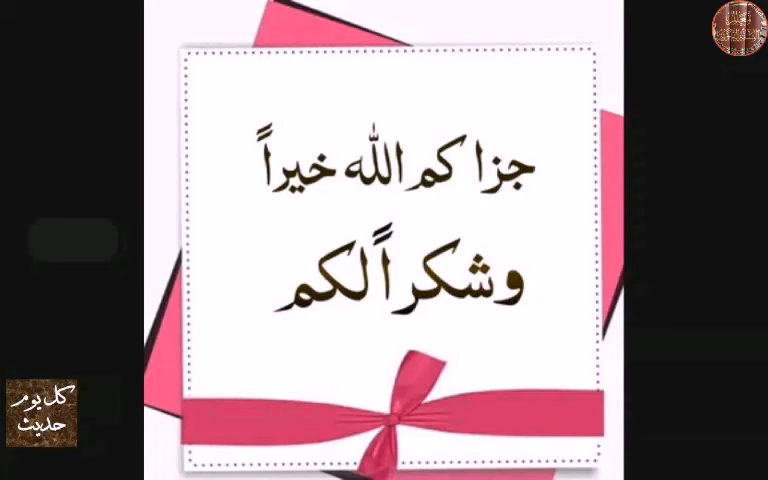 جزاكم الله خيراً
وشكراً لكم
كل يوم
حديث